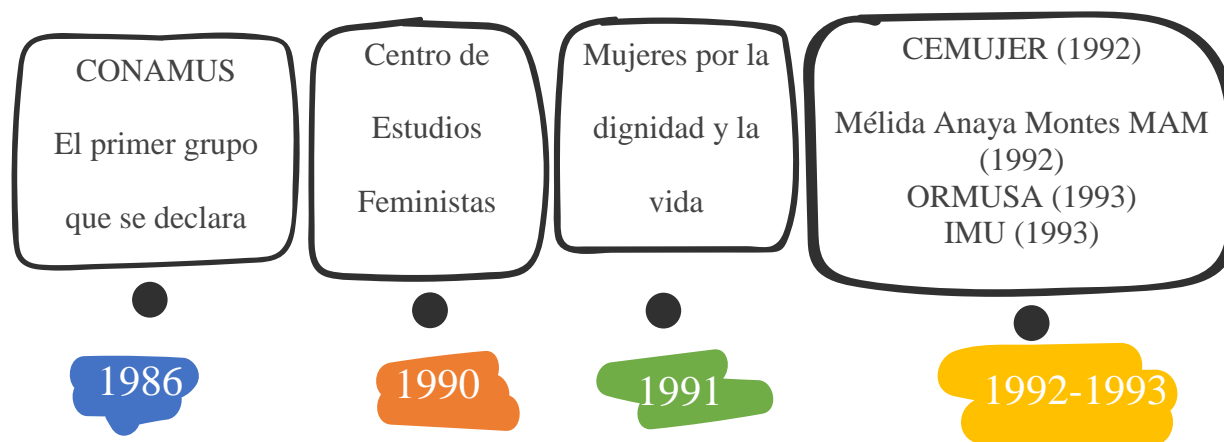 CONAMUS
El primer grupo
que se declara
1986
Centro de
Estudios
Feministas
1990
Mujeres por la
dignidad y la
vida
1991
CEMUJER (1992)
Mélida Anaya Montes MAM
(1992)
ORMUSA (1993)
IMU (1993)
1992-1993